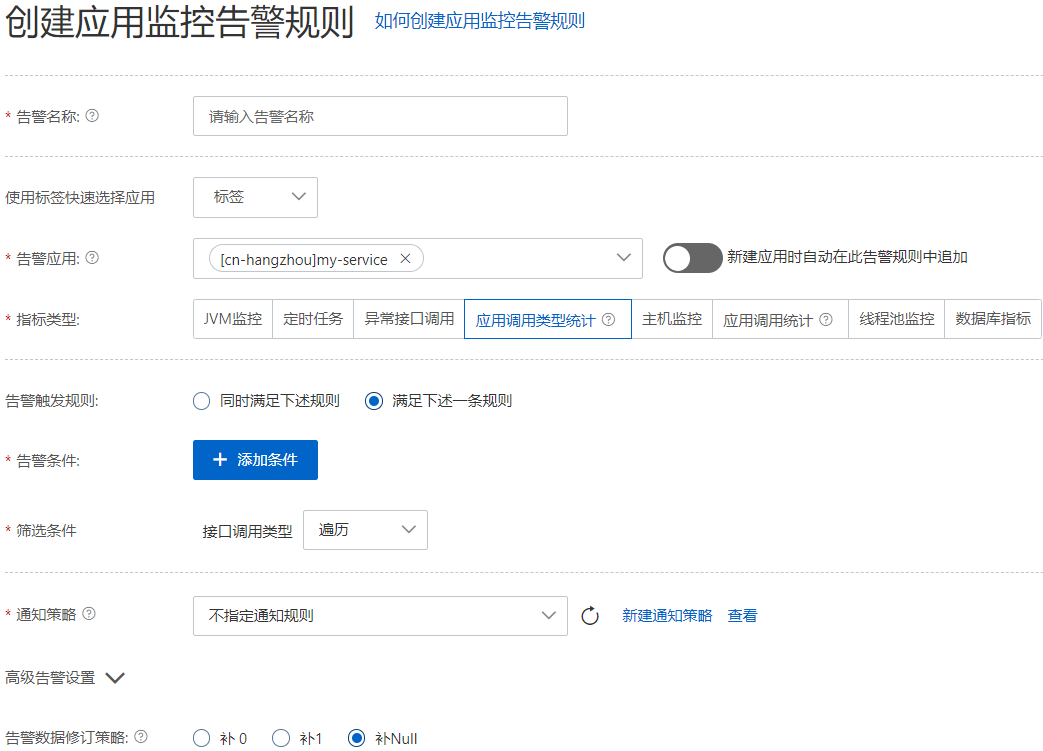 创建应用监控告警规则 如何创建应用监控告警规则
* 告警名称: 请输入告警名称
使用标签快速选择应用 标签
* 告警应用: [cn-hangzhou]my-service 新建应用时自动在此告警规则中追加
* 指标类型: JVM监控 定时任务 异常接口调用 应用调用类型统计 主机监控 应用调用统计 线程池监控 数据库指标
告警触发规则: 同时满足下述规则 满足下述一条规则
* 告警条件: + 添加条件
* 筛选条件 接口调用类型 遍历
* 通知策略 不指定通知规则 新建通知策略 查看
高级告警设置
告警数据修订策略: 补 0 补1 补Null